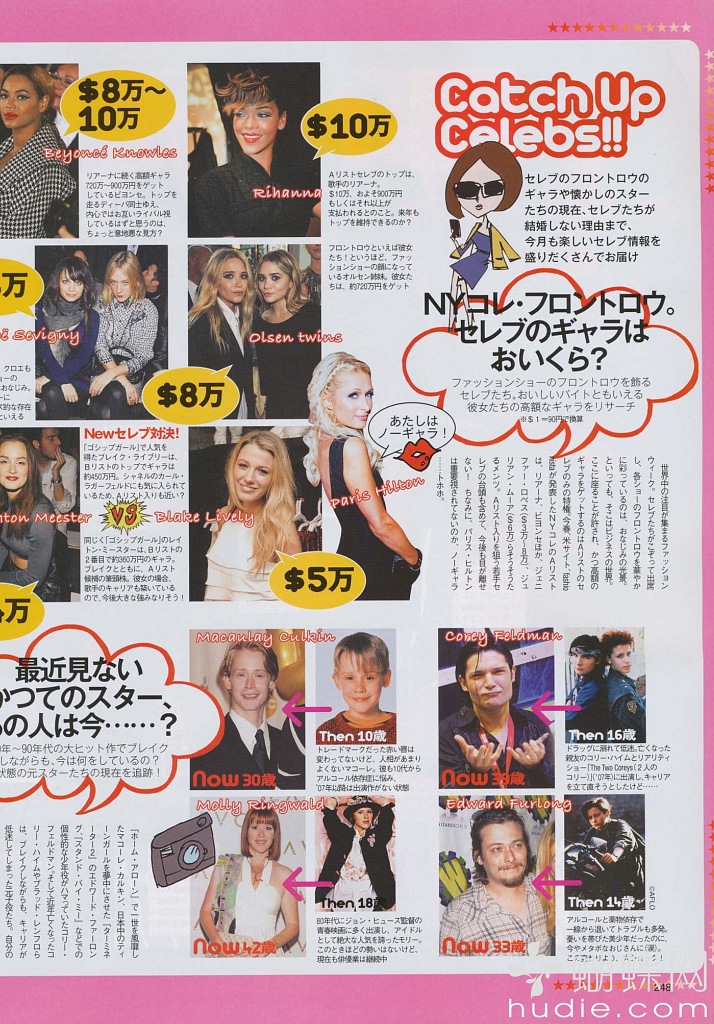 Catch Up
Celebs!!
セレブのフロントロウの
ギャラや懐かしのスター
たちの現在、セレブたちが
結婚しない理由まで、
今月も楽しいセレブ情報を
盛りだくさんでお届け
NYコレ・フロントロウ。
セレブのギャラは
おいくら?
ファッションショーのフロントロウを飾る
セレブたち。おいしいバイトともいえる
彼女たちの高額なギャラをリサーチ
※$1=90円で換算
$8万〜
10万
Beyoncé Knowles
リアーナに続く高額ギャラ
720万〜900万円をゲット
しているビヨンセ。トップを
走るディーバ同士ゆえ、
内心ではお互いライバル視
しているはずと思うのは、
ちょっと意地悪な見方?
$10万
Rihanna
Aリストセレブのトップは、
歌手のリアーナ。
$10万、およそ900万円
もしくはそれ以上が
支払われるとのこと。来年も
トップを維持できるのか?
万
Sevigny
$8万
Olsen twins
フロントロウといえば彼女
たち!というほど、ファ
ッションショーの顔になって
いるオルセン姉妹。彼女た
ちは、約720万円をゲット
あたしは
ノーギャラ!
Paris Hilton
Newセレブ対決!
「ゴシップガール」で人気を
得たブレイク・ライブリーは、
Bリストのトップでギャラは
約450万円。シャネルのカール・
ラガーフェルドにも気に入られて
いるため、Aリスト入りも近い?
Meester
VS
Blake Lively
同じく「ゴシップガール」のレイ
トン・ミースターは、Bリストの
2番目で約360万円のギャラ。
ブレイクとともに、Aリスト
候補の筆頭株。彼女の場合、
歌手のキャリアも築いている
ので、今後大きな強みなりそう!
$5万
万
世界中の注目が集まるファッション
ウィーク。セレブたちがこぞって出席
し、各ショーのフロントロウを華やか
に彩っているのは、おなじみの光景。
といっても、そこはビジネスの世界。
ここに座ることが許され、かつ高額の
ギャラをゲットするのはAリストのセ
レブのみの特権。今春、米サイト、fashio
nistaが発表したNYコレのAリスト
は、リアーナ、ビヨンセほか、ジェニ
ファー・ロペス($3万〜8万)、ジュ
リアン・ムーア($6万)らそうそうた
るメンツ。Aリスト入りを狙う若手セ
レブの台頭も含めて、今後も目が離せ
ない!ちなみに、パリス・ヒルトン
は重要視されてないのか、ノーギャラ
……トホホ。
最近見ない
かつてのスター、
あの人は今……?
年〜90年代の大ヒット作でブレイク
しながらも、今は何をしているの?
状態の元スターたちの現在を追跡!
Macaulay Culkin
Now 30歳
Then 10歳
トレードマークだった赤い唇は
変わってないけど、人相があまり
よくないマコーレ。彼も10代から
アルコール依存症に悩み、
'07年以降は出演作がない状態
Corey Feldman
Then 16歳
ドラッグに溺れて低迷。亡くなった
親友のコリー・ハイムとリアリティ
ショー「The Two Coreys(2人の
コリー)」('07年)に出演し、キャリア
を立て直そうとしたけど……
Molly Ringwald
Now 42歳
Then 18歳
80年代にジョン・ヒューズ監督の
青春映画に多く出演し、アイドル
として絶大な人気を誇ったモリー。
このときほどの勢いはないけど、
現在も俳優業は継続中
Edward Furlong
Now 33歳
Then 14歳
©AFLO
アルコールと薬物依存で
一線から退いてトラブルも多発。
憂いを帯びた美少年だったのに、
今やメタボなおじさんに(涙)。
『ホーム・アローン』で一世を風靡し
たマコーレ・カルキン、日本中のティ
ーンガールを夢中にさせた『ターミネ
ーター2』のエドワード・ファーロン
グ、『スタンド・バイ・ミー』などでの
個性的な少年役がハマっていたコリー・
フェルドマン。そして近年亡くなったコ
リー・ハイムやブラッド・レンフロら
は、ブレイクしながらも、キャリアが
低迷してしまった元子役たち。自分の
248
蝴蝶网
hudie.com